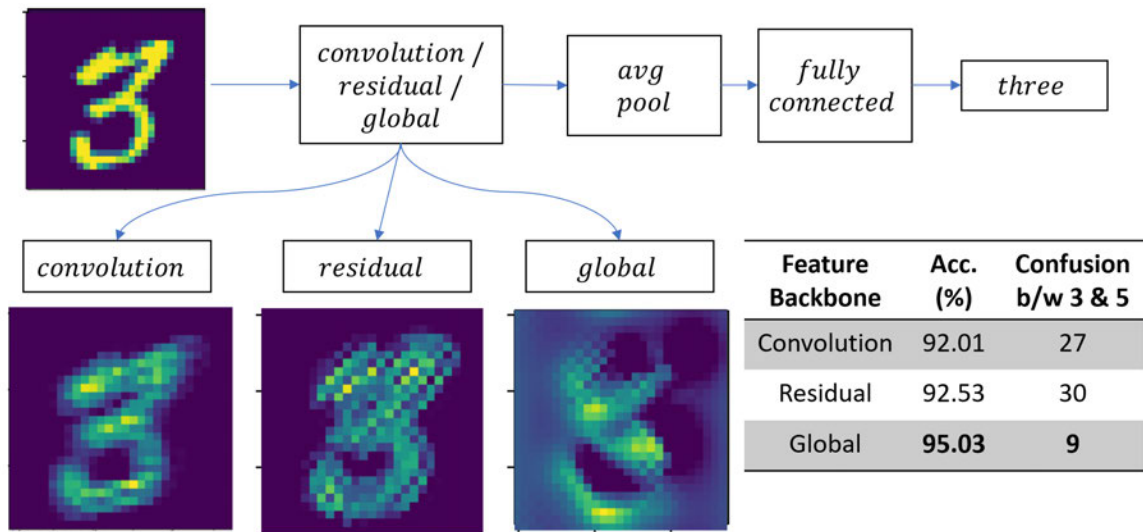 convolution /
residual /
global
avg
pool
fully
connected
three
convolution
residual
global
Feature Backbone Acc. (%) Confusion b/w 3 & 5
Convolution 92.01 27
Residual 92.53 30
Global 95.03 9